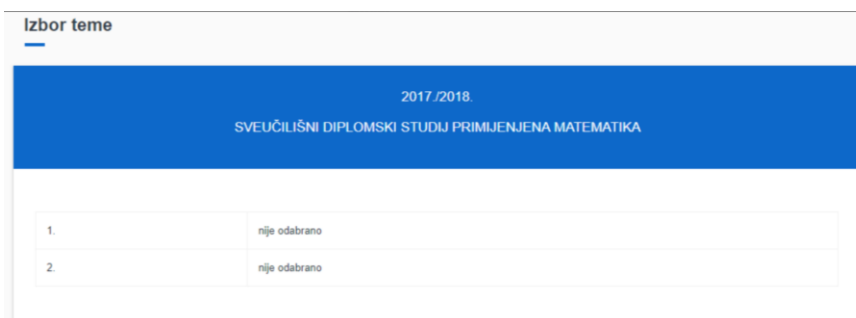 Izbor teme
2017./2018.
SVEUČILIŠNI DIPLOMSKI STUDIJ PRIMIJENJENA MATEMATIKA
1. nije odabrano
2. nije odabrano